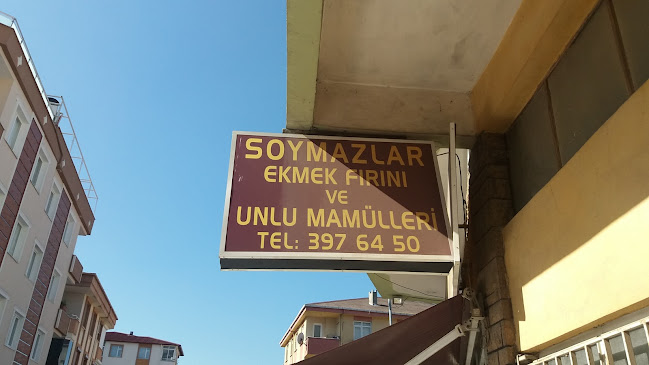 SOYMAZLAR
EKMEK FIRINI
VE
UNLU MAMÜLLERİ
TEL: 397 64 50